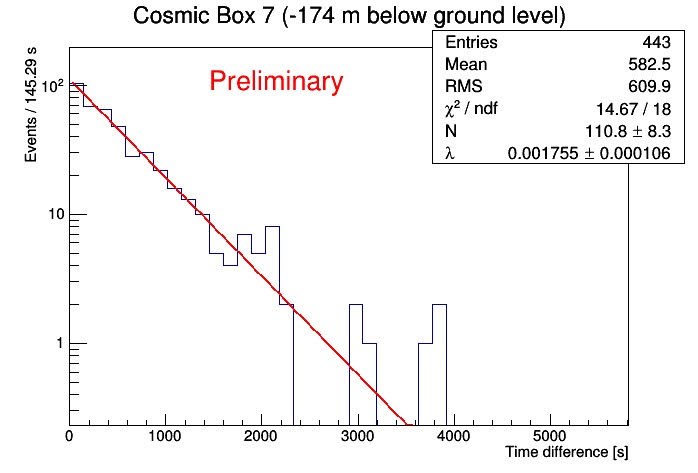 Cosmic Box 7 (-174 m below ground level)
Entries 443
Mean 582.5
RMS 609.9
χ² / ndf 14.67 / 18
N 110.8 ± 8.3
λ 0.001755 ± 0.000106
Preliminary
Events / 145.29 s
10²
10
1
0 1000 2000 3000 4000 5000
Time difference [s]